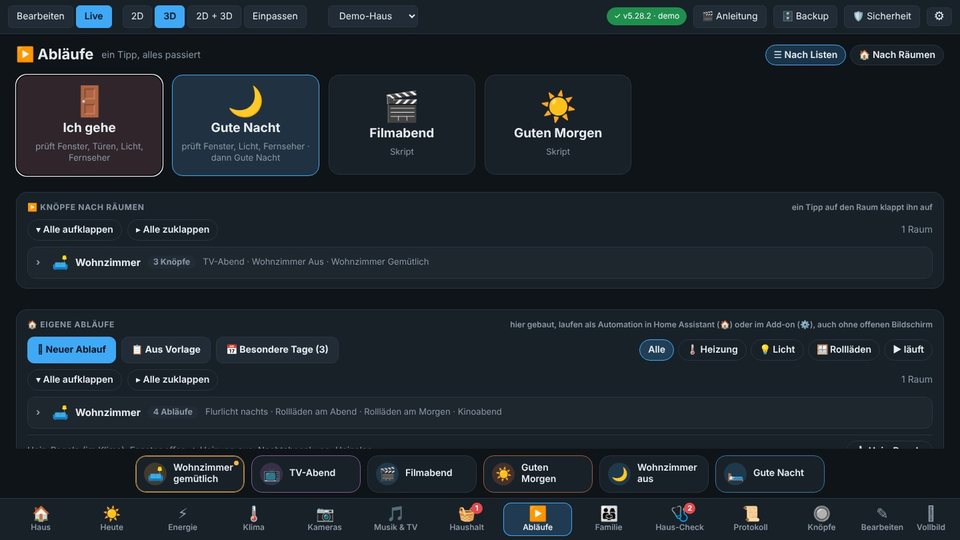 Bearbeiten Live 2D 3D 2D + 3D Einpassen Demo-Haus ✓ v5.28.2 · demo Anleitung Backup Sicherheit
Abläufe ein Tipp, alles passiert Nach Listen Nach Räumen
Ich gehe
prüft Fenster, Türen, Licht,
Fernseher
Gute Nacht
prüft Fenster, Licht, Fernseher ·
dann Gute Nacht
Filmabend
Skript
Guten Morgen
Skript
KNÖPFE NACH RÄUMEN ein Tipp auf den Raum klappt ihn auf
▾ Alle aufklappen ▸ Alle zuklappen 1 Raum
Wohnzimmer 3 Knöpfe TV-Abend · Wohnzimmer Aus · Wohnzimmer Gemütlich
EIGENE ABLÄUFE hier gebaut, laufen als Automation in Home Assistant (🏠) oder im Add-on (⚙️), auch ohne offenen Bildschirm
Neuer Ablauf Aus Vorlage Besondere Tage (3) Alle Heizung Licht Rollläden ▶ läuft
▾ Alle aufklappen ▸ Alle zuklappen 1 Raum
Wohnzimmer 4 Abläufe Flurlicht nachts · Rollläden am Abend · Rollläden am Morgen · Kinoabend
Wohnzimmer
gemütlich
TV-Abend
Filmabend
Guten
Morgen
Wohnzimmer
aus
Gute Nacht
1 2
Haus Heute Energie Klima Kameras Musik & TV Haushalt Abläufe Familie Haus-Check Protokoll Knöpfe Bearbeiten Vollbild